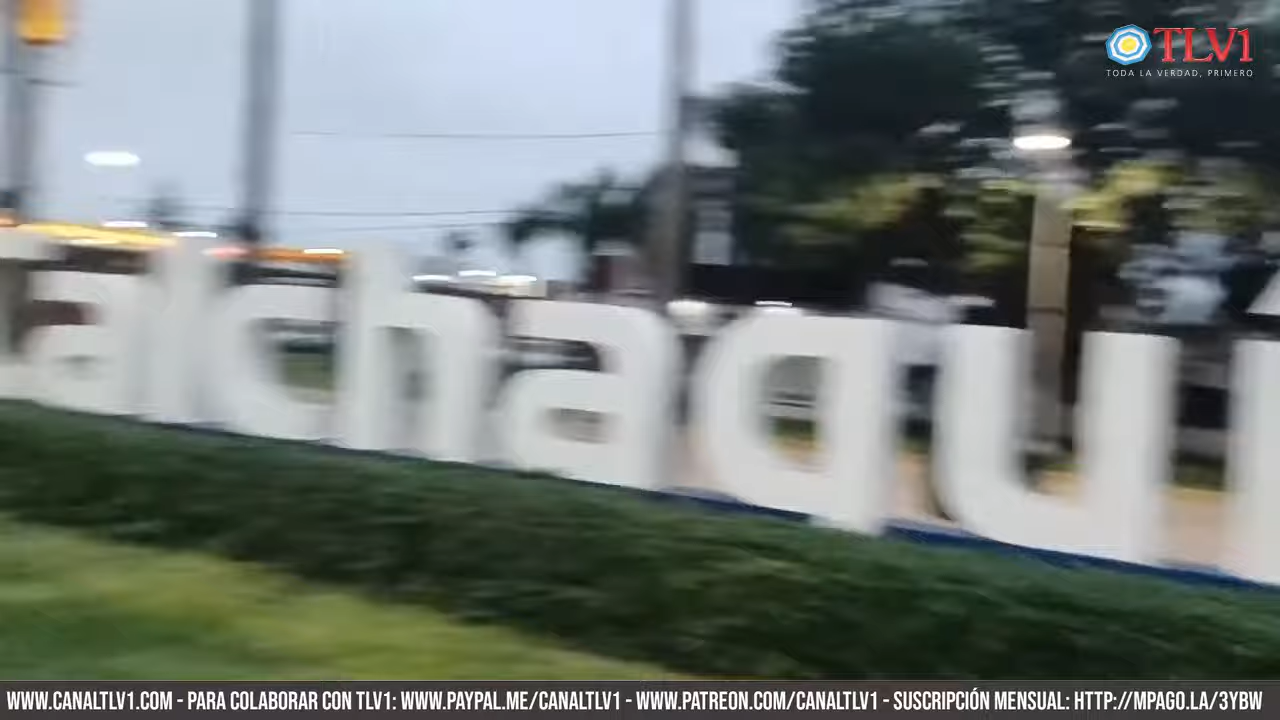 TLV1
TODA LA VERDAD, PRIMERO
alchaquí
WWW.CANALTLV1.COM - PARA COLABORAR CON TLV1: WWW.PAYPAL.ME/CANALTLV1 - WWW.PATREON.COM/CANALTLV1 - SUSCRIPCIÓN MENSUAL: HTTP://MPAGO.LA/3YBW